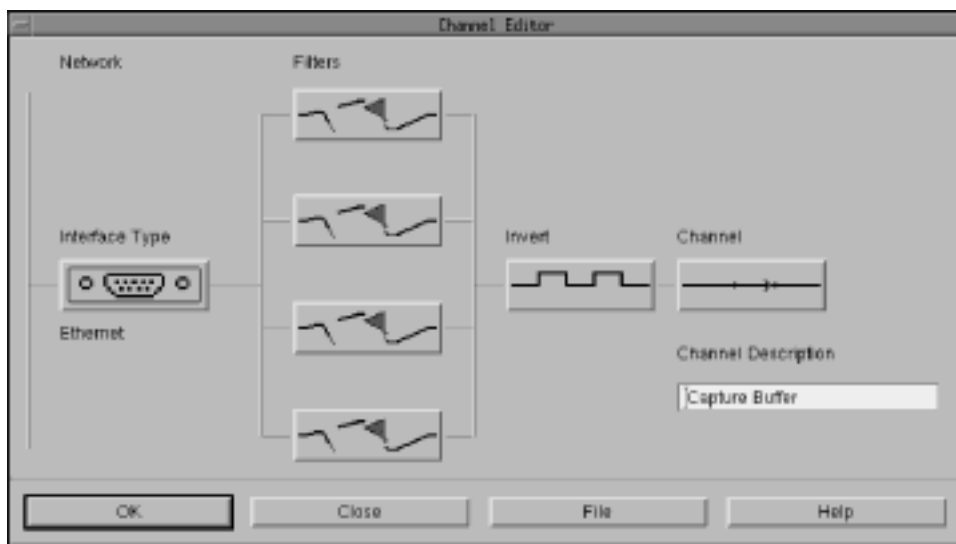 Channel Editor
Network
Filters
Interface Type
Ethernet
Invert
Channel
Channel Description
Capture Buffer
OK
Close
File
Help